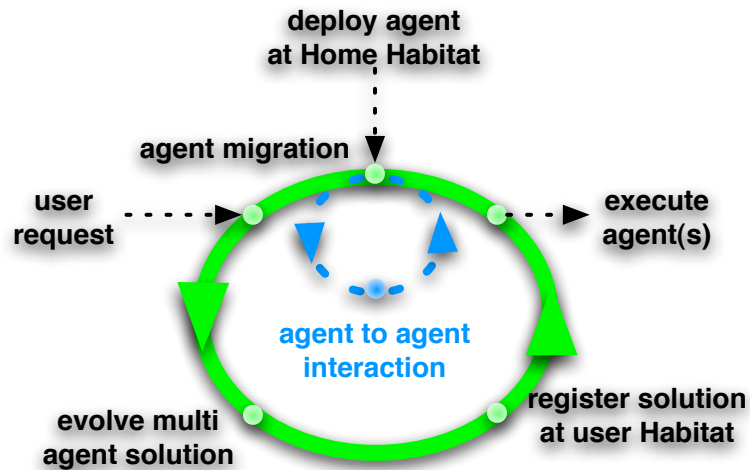 deploy agent
at Home Habitat
agent migration
user
request
execute
agent(s)
agent to agent
interaction
evolve multi
agent solution
register solution
at user Habitat